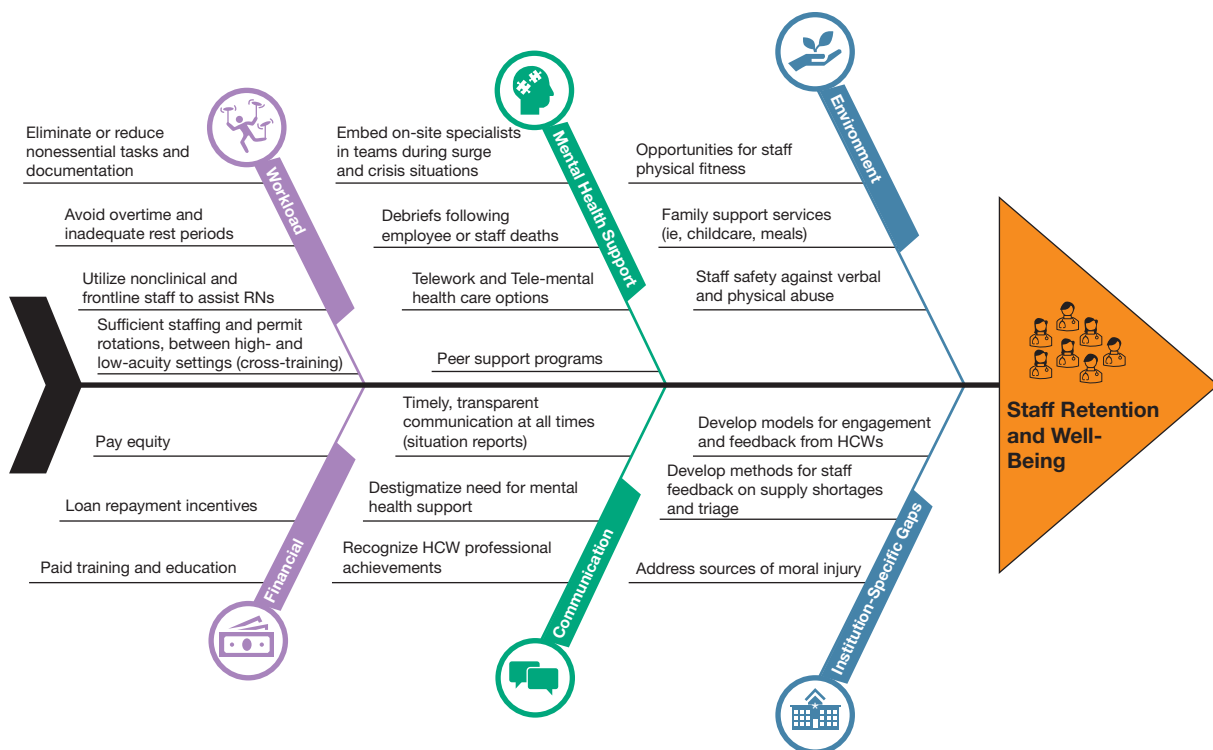 Workload
Eliminate or reduce
nonessential tasks and
documentation
Avoid overtime and
inadequate rest periods
Utilize nonclinical and
frontline staff to assist RNs
Sufficient staffing and permit
rotations, between high- and
low-acuity settings (cross-training)
Mental Health Support
Embed on-site specialists
in teams during surge
and crisis situations
Debriefs following
employee or staff deaths
Telework and Tele-mental
health care options
Peer support programs
Environment
Opportunities for staff
physical fitness
Family support services
(ie, childcare, meals)
Staff safety against verbal
and physical abuse
Financial
Pay equity
Loan repayment incentives
Paid training and education
Communication
Timely, transparent
communication at all times
(situation reports)
Destigmatize need for mental
health support
Recognize HCW professional
achievements
Institution-Specific Gaps
Develop models for engagement
and feedback from HCWs
Develop methods for staff
feedback on supply shortages
and triage
Address sources of moral injury
Staff Retention
and Well-
Being